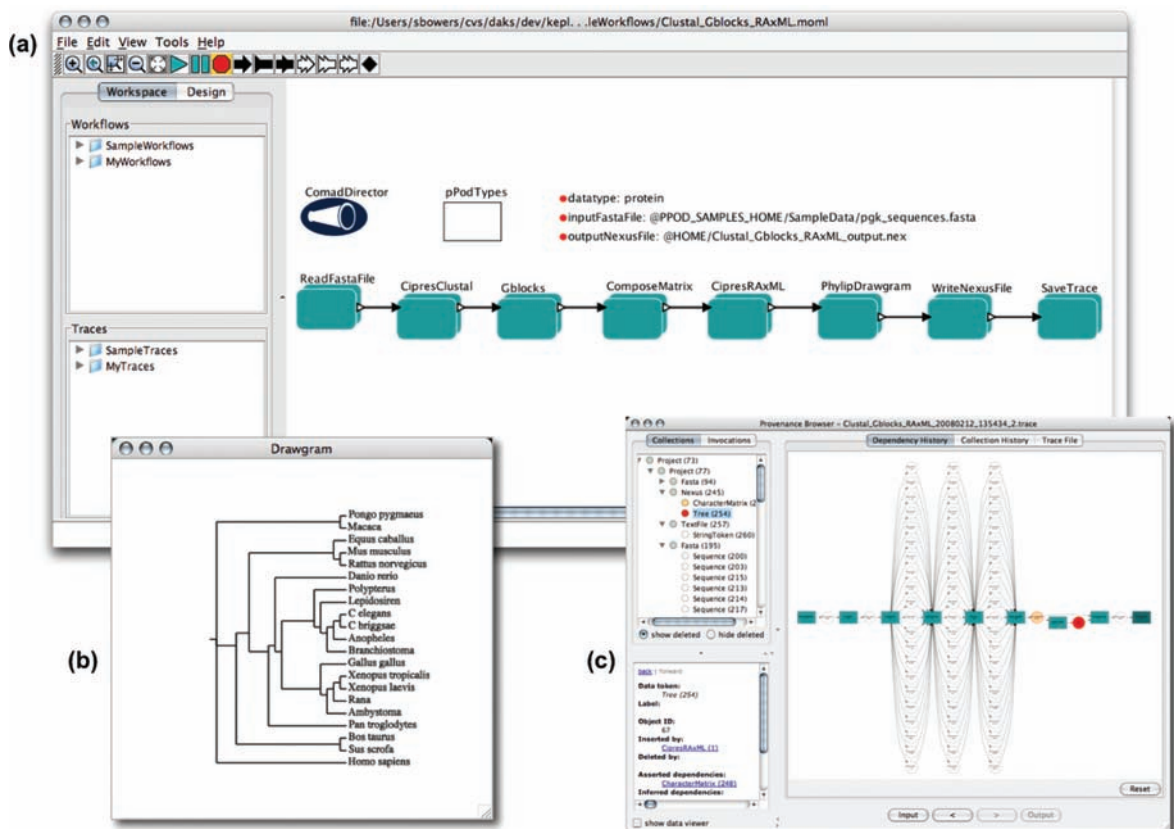 (a)
file:/Users/sbowers/cvs/daks/dev/kepl. . .leWorkflows/Clustal_Gblocks_RAxML.moml
File Edit View Tools Help
Workspace Design
Workflows
SampleWorkflows
MyWorkflows
Traces
SampleTraces
MyTraces
ComadDirector
pPodTypes
datatype: protein
inputFastaFile: @PPOD_SAMPLES_HOME/SampleData/pgk_sequences.fasta
outputNexusFile: @HOME/Clustal_Gblocks_RAxML_output.nex
ReadFastaFile
CipresClustal
Gblocks
ComposeMatrix
CipresRAxML
PhylipDrawgram
WriteNexusFile
SaveTrace
(b)
Drawgram
Pongo pygmaeus
Macaca
Equus caballus
Mus musculus
Rattus norvegicus
Danio rerio
Polypterus
Lepidosiren
C elegans
C briggsae
Anopheles
Branchiostoma
Gallus gallus
Xenopus tropicalis
Xenopus laevis
Rana
Ambystoma
Pan troglodytes
Bos taurus
Sus scrofa
Homo sapiens
(c)
Provenance Browser - Clustal_Gblocks_RAxML_20080212_135434_2.trace
Collections Invocations
Project (73)
Project (77)
Fasta (94)
Nexus (245)
CharacterMatrix (2
Tree (254)
TextFile (257)
StringToken (260)
Fasta (195)
Sequence (200)
Sequence (203)
Sequence (215)
Sequence (213)
Sequence (214)
Sequence (217)
show deleted hide deleted
back | forward
Data token:
Tree (254)
Label:
Object ID:
67
Inserted by:
CipresRAxML (1)
Deleted by:
Asserted dependencies:
CharacterMatrix (248)
Inferred dependencies:
show data viewer
Dependency History Collection History Trace File
Reset
Input < > Output